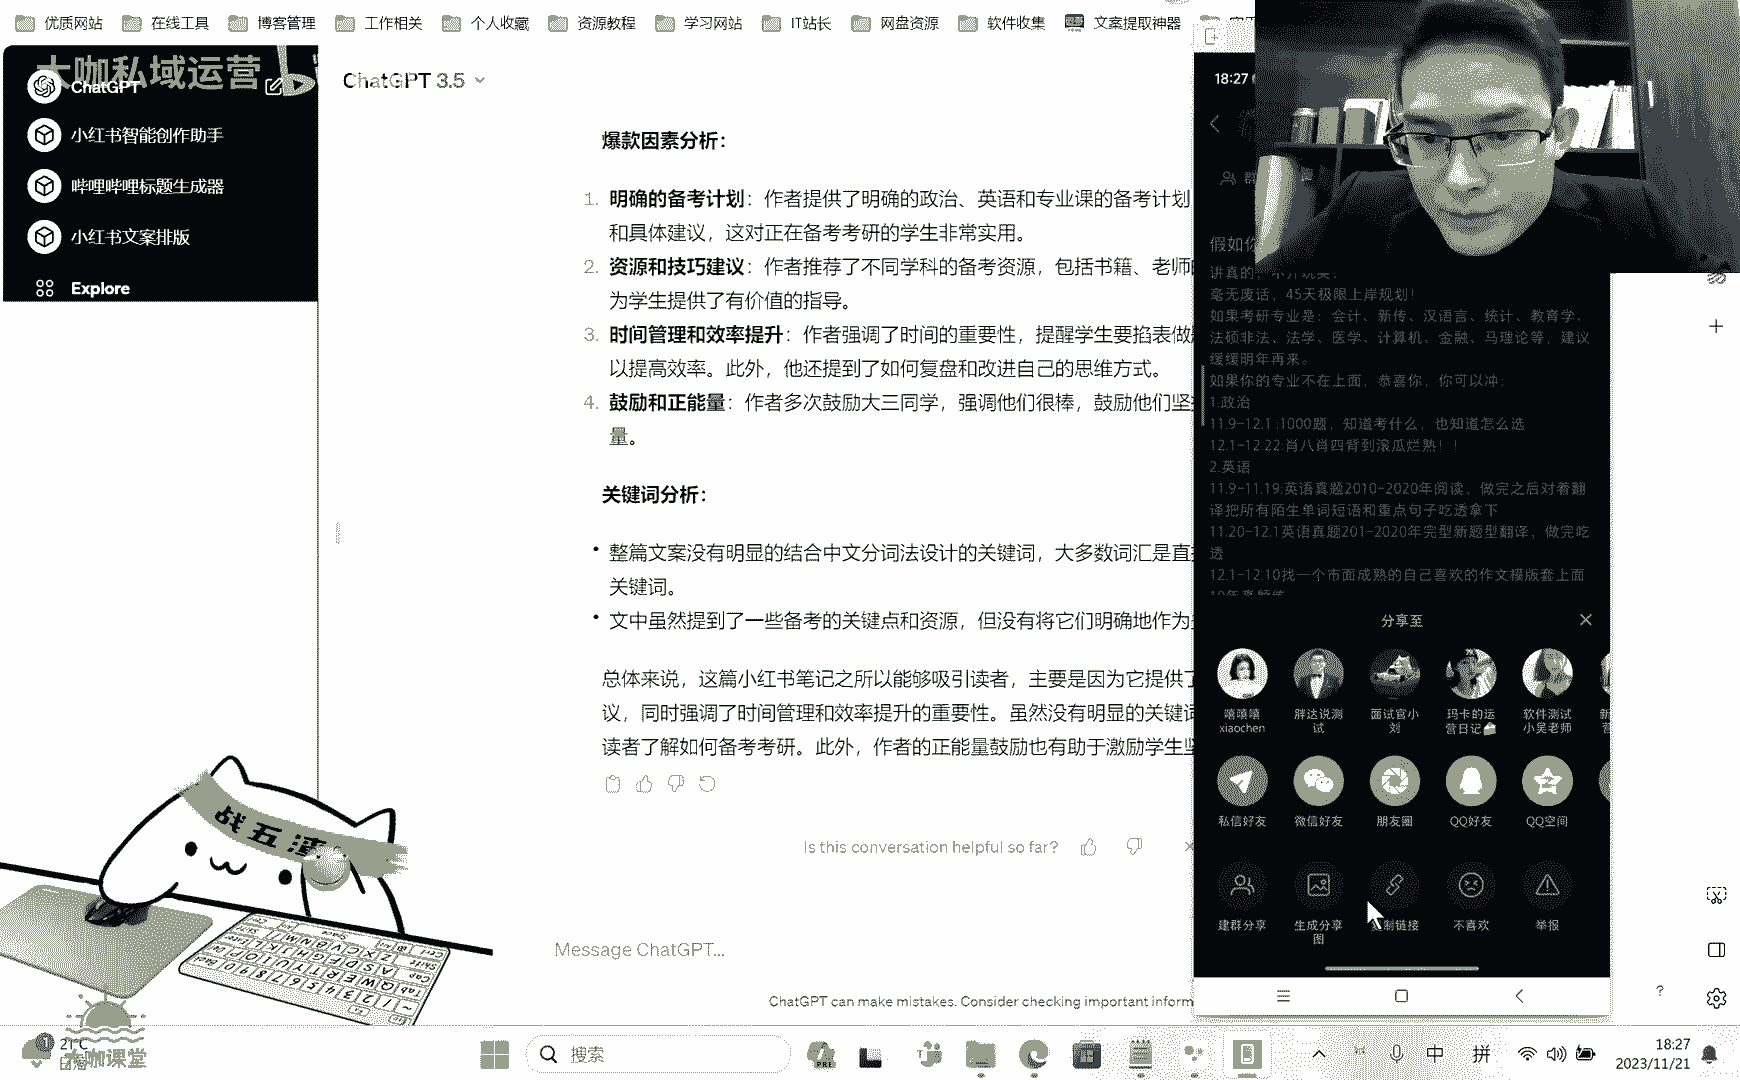 优质网站
在线工具
博客管理
工作相关
个人收藏
资源教程
学习网站
IT站长
网盘资源
软件收集
文案提取神器
大咖私域运营
ChatGPT
小红书智能创作助手
哔哩哔哩标题生成器
小红书文案排版
Explore
ChatGPT 3.5
爆款因素分析：
1. 明确的备考计划：作者提供了明确的政治、英语和专业课的备考计划
和具体建议，这对正在备考考研的学生非常实用。
2. 资源和技巧建议：作者推荐了不同学科的备考资源，包括书籍、老师
为学生提供了有价值的指导。
3. 时间管理和效率提升：作者强调了时间的重要性，提醒学生要掐表做
以提高效率。此外，他还提到了如何复盘和改进自己的思维方式。
4. 鼓励和正能量：作者多次鼓励大三同学，强调他们很棒，鼓励他们坚
量。
关键词分析：
• 整篇文案没有明显的结合中文分词法设计的关键词，大多数词汇是直
关键词。
• 文中虽然提到了一些备考的关键点和资源，但没有将它们明确地作为
总体来说，这篇小红书笔记之所以能够吸引读者，主要是因为它提供了
议，同时强调了时间管理和效率提升的重要性。虽然没有明显的关键词
读者了解如何备考考研。此外，作者的正能量鼓励也有助于激励学生坚
Is this conversation helpful so far?
Message ChatGPT...
ChatGPT can make mistakes. Consider checking important inform
18:27
群
假如你
讲真的，不开玩笑！
毫无废话，45天极限上岸规划！
如果考研专业是：会计、新传、汉语言、统计、教育学、
法硕非法、法学、医学、计算机、金融、马理论等，建议
缓缓明年再来。
如果你的专业不在上面，恭喜你，你可以冲：
1.政治
11.9-12.1 :1000题，知道考什么，也知道怎么选
12.1-12.22:肖八肖四背到滚瓜烂熟！！
2.英语
11.9-11.19:英语真题2010-2020年阅读，做完之后对着翻
译把所有陌生单词短语和重点句子吃透拿下
11.20-12.1英语真题201-2020年完型新题型翻译，做完吃
透
12.1-12.10找一个市面成熟的自己喜欢的作文模版套上面
分享至
嘻嘻嘻
xiaochen
胖达说测
试
面试官小
刘
玛卡的运
营日记
软件测试
小吴老师
私信好友
微信好友
朋友圈
QQ好友
QQ空间
建群分享
生成分享
图
制链接
不喜欢
举报
战五渣
大咖课堂
21°C
搜索
中
拼
18:27
2023/11/21